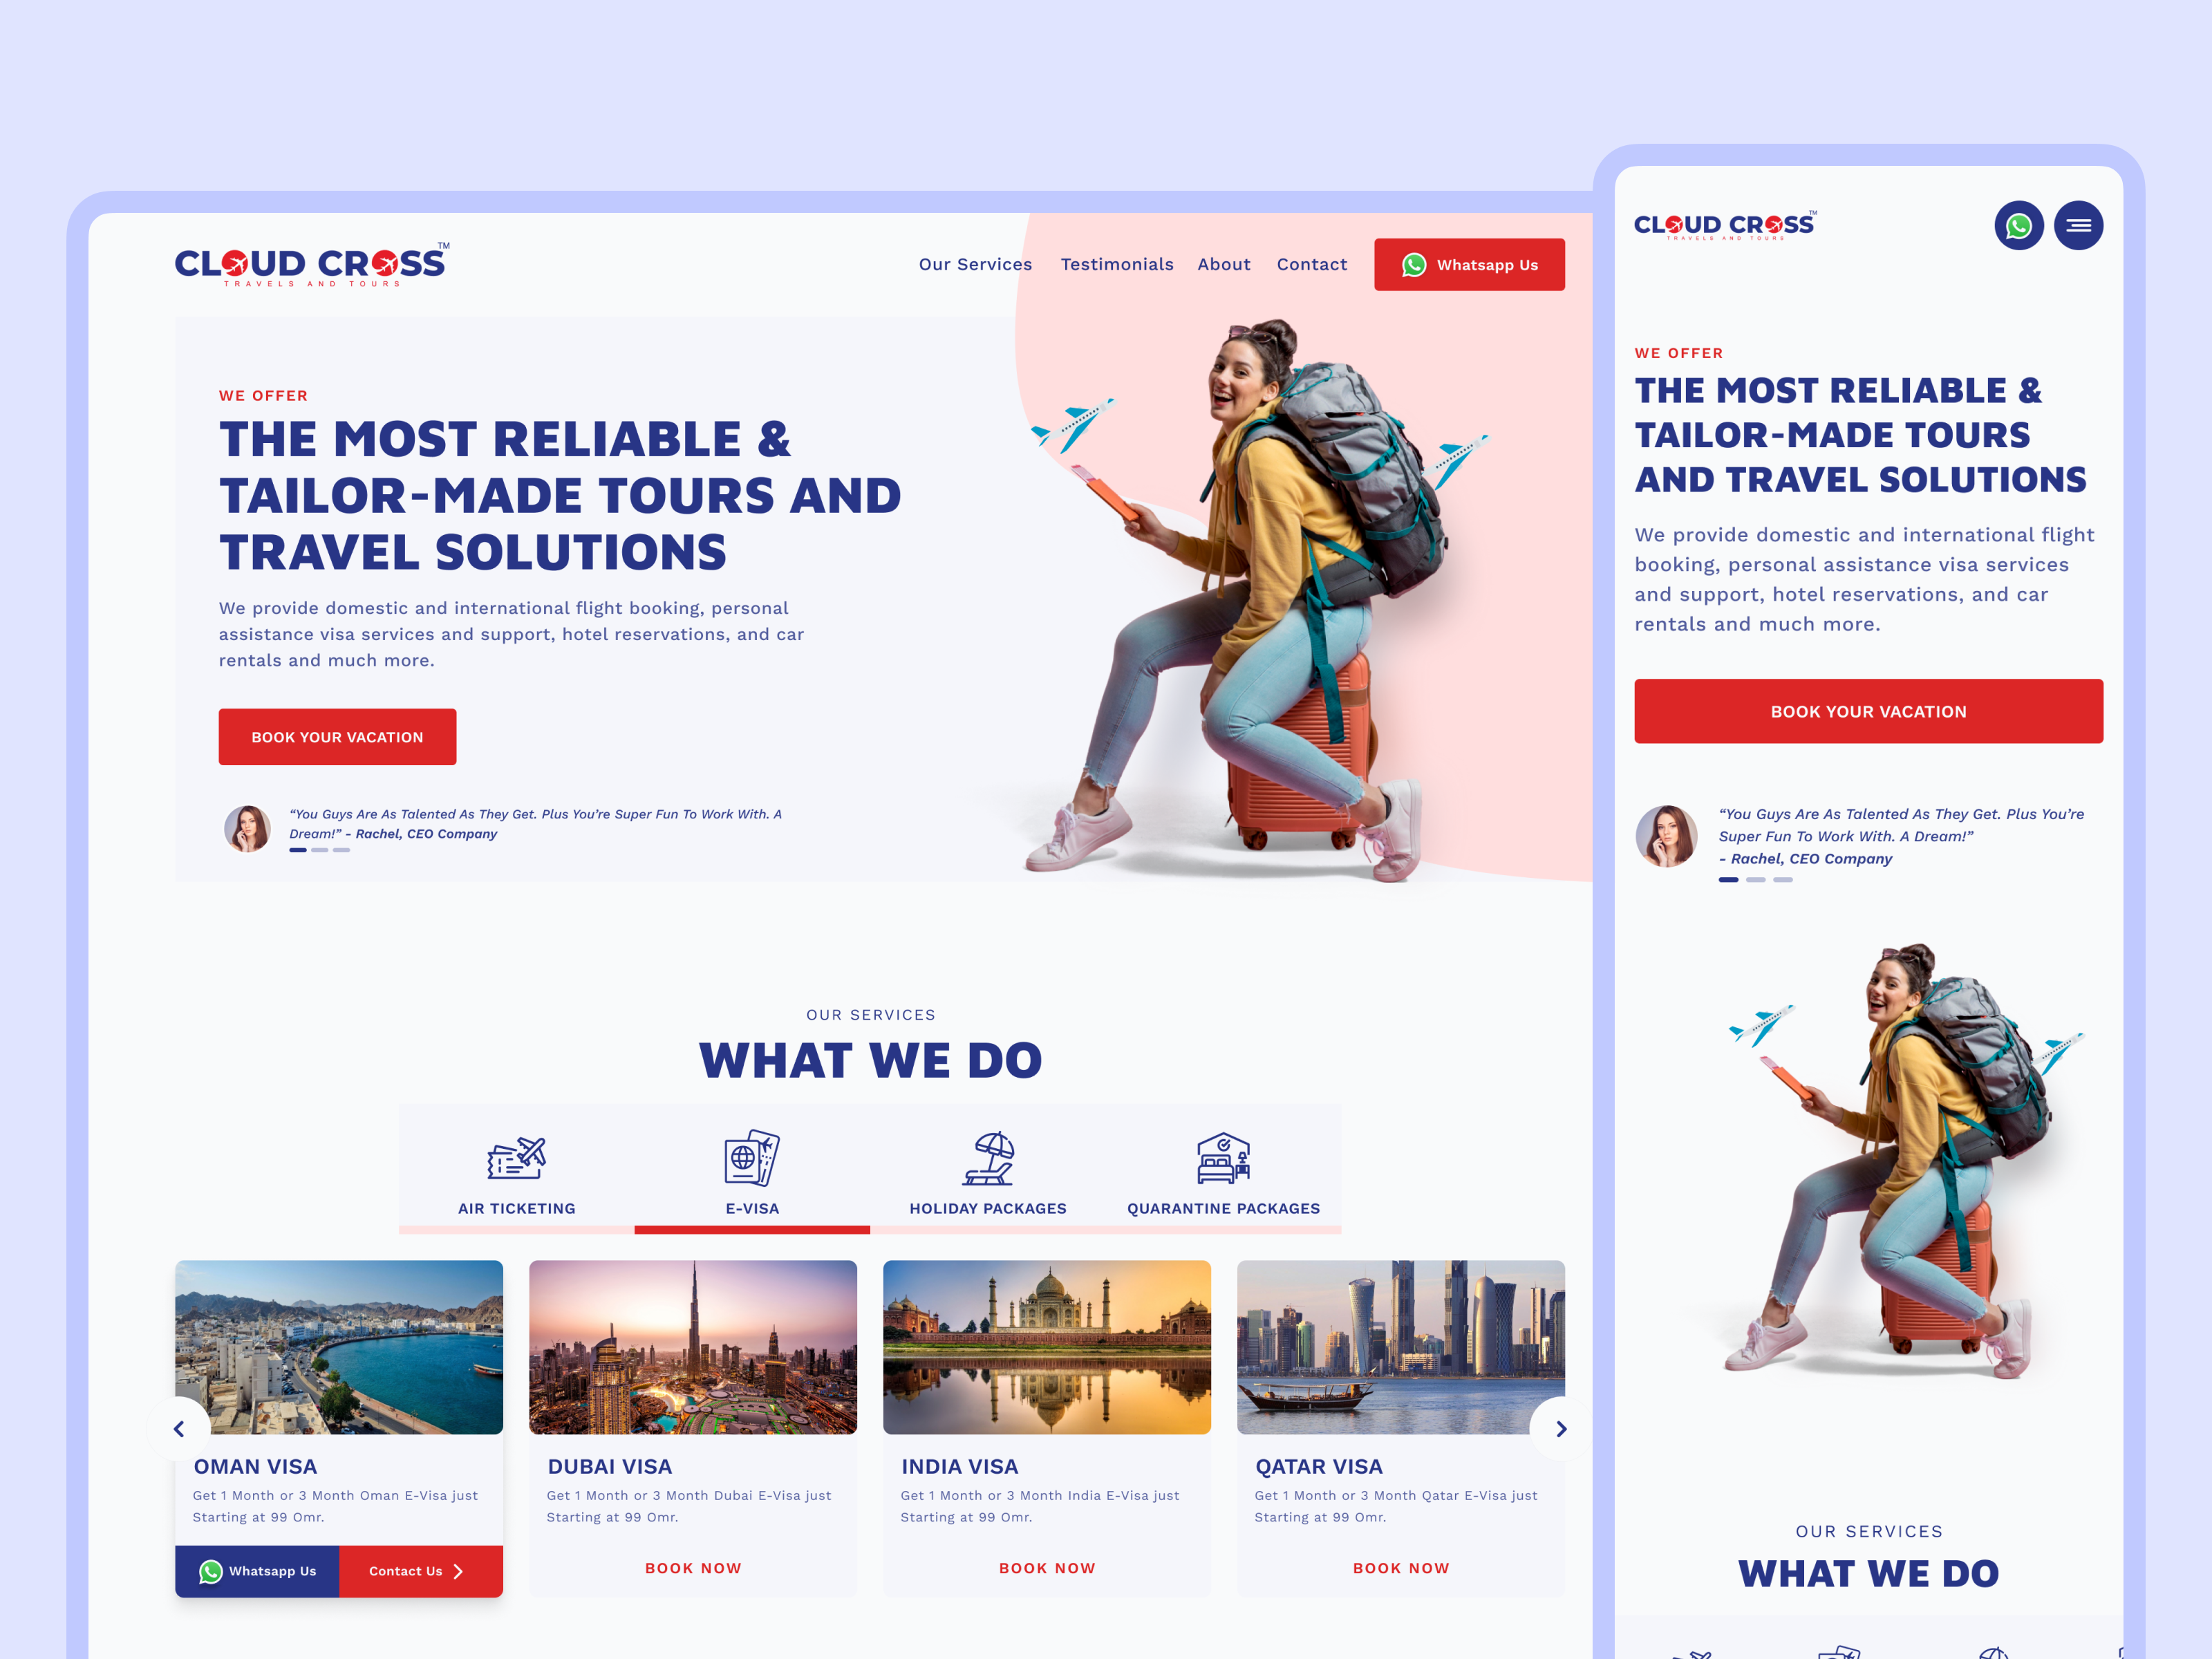 CLOUD CROSS™
TRAVELS AND TOURS
Our Services Testimonials About Contact Whatsapp Us
WE OFFER
THE MOST RELIABLE &
TAILOR-MADE TOURS AND
TRAVEL SOLUTIONS
We provide domestic and international flight booking, personal
assistance visa services and support, hotel reservations, and car
rentals and much more.
BOOK YOUR VACATION
“You Guys Are As Talented As They Get. Plus You’re Super Fun To Work With. A
Dream!” - Rachel, CEO Company
OUR SERVICES
WHAT WE DO
AIR TICKETING E-VISA HOLIDAY PACKAGES QUARANTINE PACKAGES
OMAN VISA
Get 1 Month or 3 Month Oman E-Visa just
Starting at 99 Omr.
Whatsapp Us Contact Us
DUBAI VISA
Get 1 Month or 3 Month Dubai E-Visa just
Starting at 99 Omr.
BOOK NOW
INDIA VISA
Get 1 Month or 3 Month India E-Visa just
Starting at 99 Omr.
BOOK NOW
QATAR VISA
Get 1 Month or 3 Month Qatar E-Visa just
Starting at 99 Omr.
BOOK NOW
CLOUD CROSS™
TRAVELS AND TOURS
WE OFFER
THE MOST RELIABLE &
TAILOR-MADE TOURS
AND TRAVEL SOLUTIONS
We provide domestic and international flight
booking, personal assistance visa services
and support, hotel reservations, and car
rentals and much more.
BOOK YOUR VACATION
“You Guys Are As Talented As They Get. Plus You’re
Super Fun To Work With. A Dream!”
- Rachel, CEO Company
OUR SERVICES
WHAT WE DO